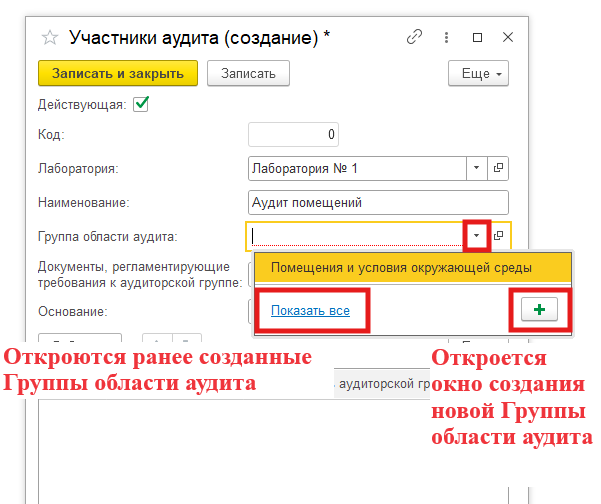 Участники аудита (создание) *
Записать и закрыть
Записать
Еще
Действующая:
Код:
0
Лаборатория:
Лаборатория № 1
Наименование:
Аудит помещений
Группа области аудита:
Документы, регламентирующие
требования к аудиторской группе:
Помещения и условия окружающей среды
Показать все
Основание:
Откроются ранее созданные
Группы области аудита
аудиторской гр
Откроется
окно создания
новой Группы
области аудита